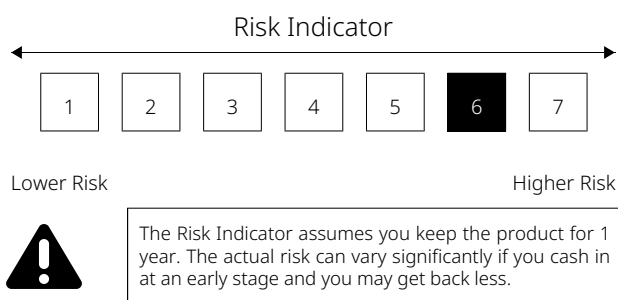 Risk Indicator
1 2 3 4 5 6 7
Lower Risk Higher Risk
The Risk Indicator assumes you keep the product for 1
year. The actual risk can vary significantly if you cash in
at an early stage and you may get back less.